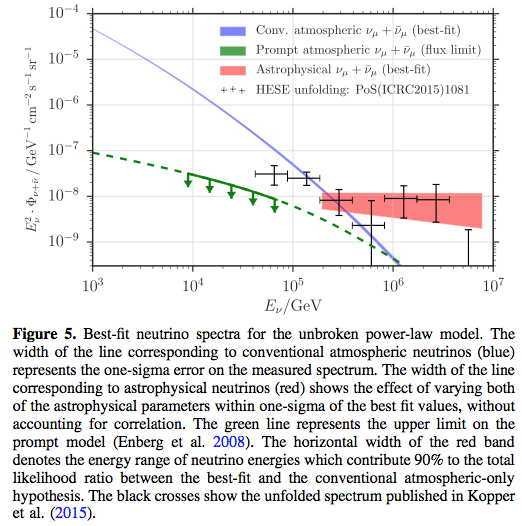 10⁻⁴
10⁻⁵
10⁻⁶
10⁻⁷
10⁻⁸
10⁻⁹
E²ᵥ · Φᵥ₊ᵥ̄ / GeV⁻¹ cm⁻² s⁻¹ sr⁻¹
Conv. atmospheric νμ + ν̄μ (best-fit)
Prompt atmospheric νμ + ν̄μ (flux limit)
Astrophysical νμ + ν̄μ (best-fit)
HESE unfolding: PoS(ICRC2015)1081
10³ 10⁴ 10⁵ 10⁶ 10⁷
Eᵥ/GeV
Figure 5. Best-fit neutrino spectra for the unbroken power-law model. The
width of the line corresponding to conventional atmospheric neutrinos (blue)
represents the one-sigma error on the measured spectrum. The width of the line
corresponding to astrophysical neutrinos (red) shows the effect of varying both
of the astrophysical parameters within one-sigma of the best fit values, without
accounting for correlation. The green line represents the upper limit on the
prompt model (Enberg et al. 2008). The horizontal width of the red band
denotes the energy range of neutrino energies which contribute 90% to the total
likelihood ratio between the best-fit and the conventional atmospheric-only
hypothesis. The black crosses show the unfolded spectrum published in Kopper
et al. (2015).